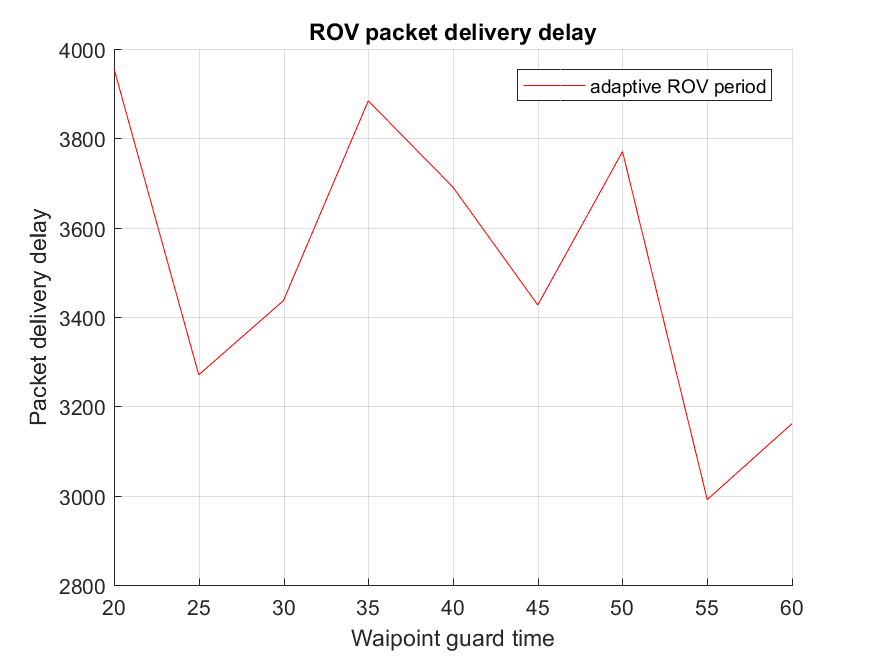 ROV packet delivery delay
adaptive ROV period
4000
3800
3600
3400
3200
3000
2800
Packet delivery delay
20 25 30 35 40 45 50 55 60
Waipoint guard time